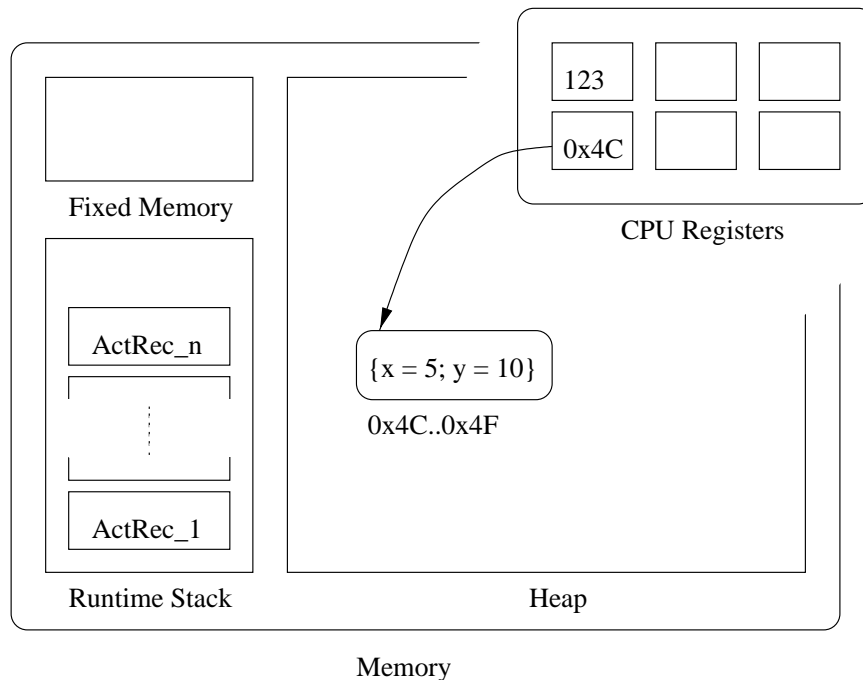 123
0x4C
Fixed Memory
CPU Registers
ActRec_n
{x = 5; y = 10}
0x4C..0x4F
ActRec_1
Runtime Stack
Heap
Memory